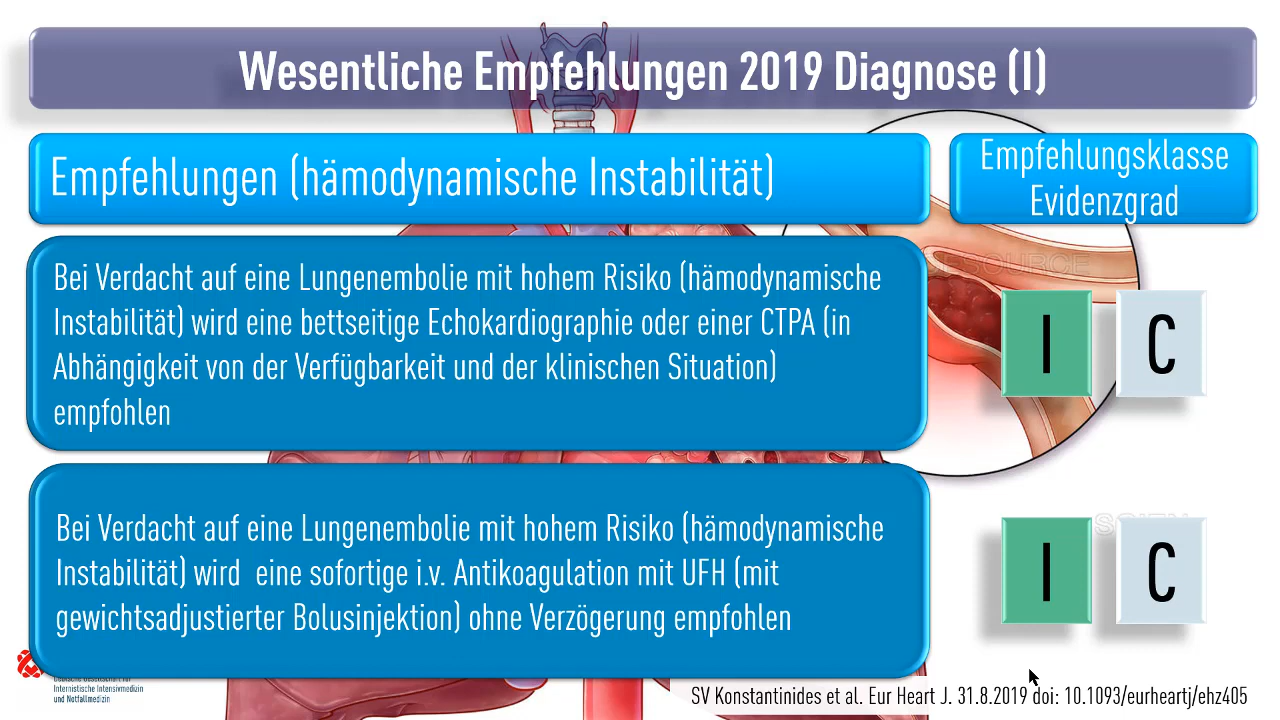 Wesentliche Empfehlungen 2019 Diagnose (I)
Empfehlungen (hämodynamische Instabilität)
Empfehlungsklasse
Evidenzgrad
Bei Verdacht auf eine Lungenembolie mit hohem Risiko (hämodynamische
Instabilität) wird eine bettseitige Echokardiographie oder einer CTPA (in
Abhängigkeit von der Verfügbarkeit und der klinischen Situation)
empfohlen
I C
Bei Verdacht auf eine Lungenembolie mit hohem Risiko (hämodynamische
Instabilität) wird eine sofortige i.v. Antikoagulation mit UFH (mit
gewichtsadjustierter Bolusinjektion) ohne Verzögerung empfohlen
I C
Internistische Intensivmedizin
und Notfallmedizin
SV Konstantinides et al. Eur Heart J. 31.8.2019 doi: 10.1093/eurheartj/ehz405